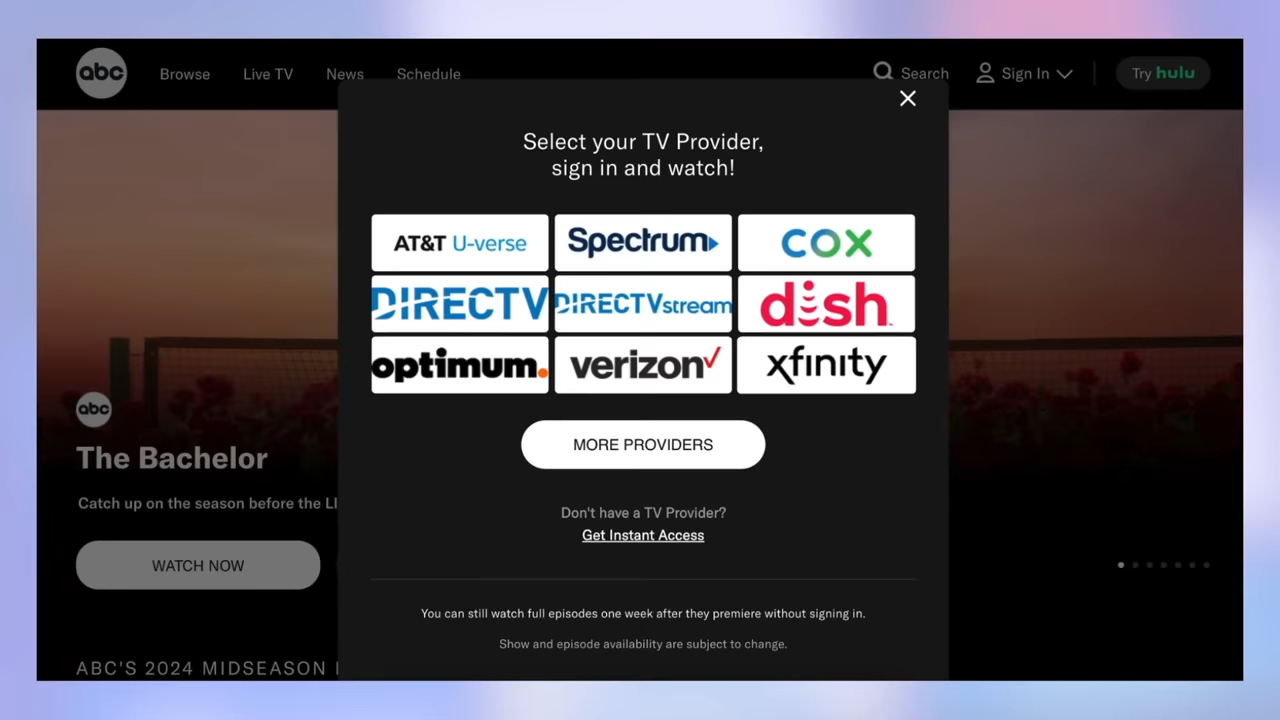 abc
Browse
Live TV
News
Schedule
Search
Sign In
Try hulu
Select your TV Provider,
sign in and watch!
AT&T U-verse
Spectrum
COX
DIRECTV
DIRECTV stream
dish
optimum.
verizon
xfinity
MORE PROVIDERS
Don't have a TV Provider?
Get Instant Access
You can still watch full episodes one week after they premiere without signing in.
Show and episode availability are subject to change.
abc
The Bachelor
Catch up on the season before the
WATCH NOW
ABC'S 2024 MIDSEASON